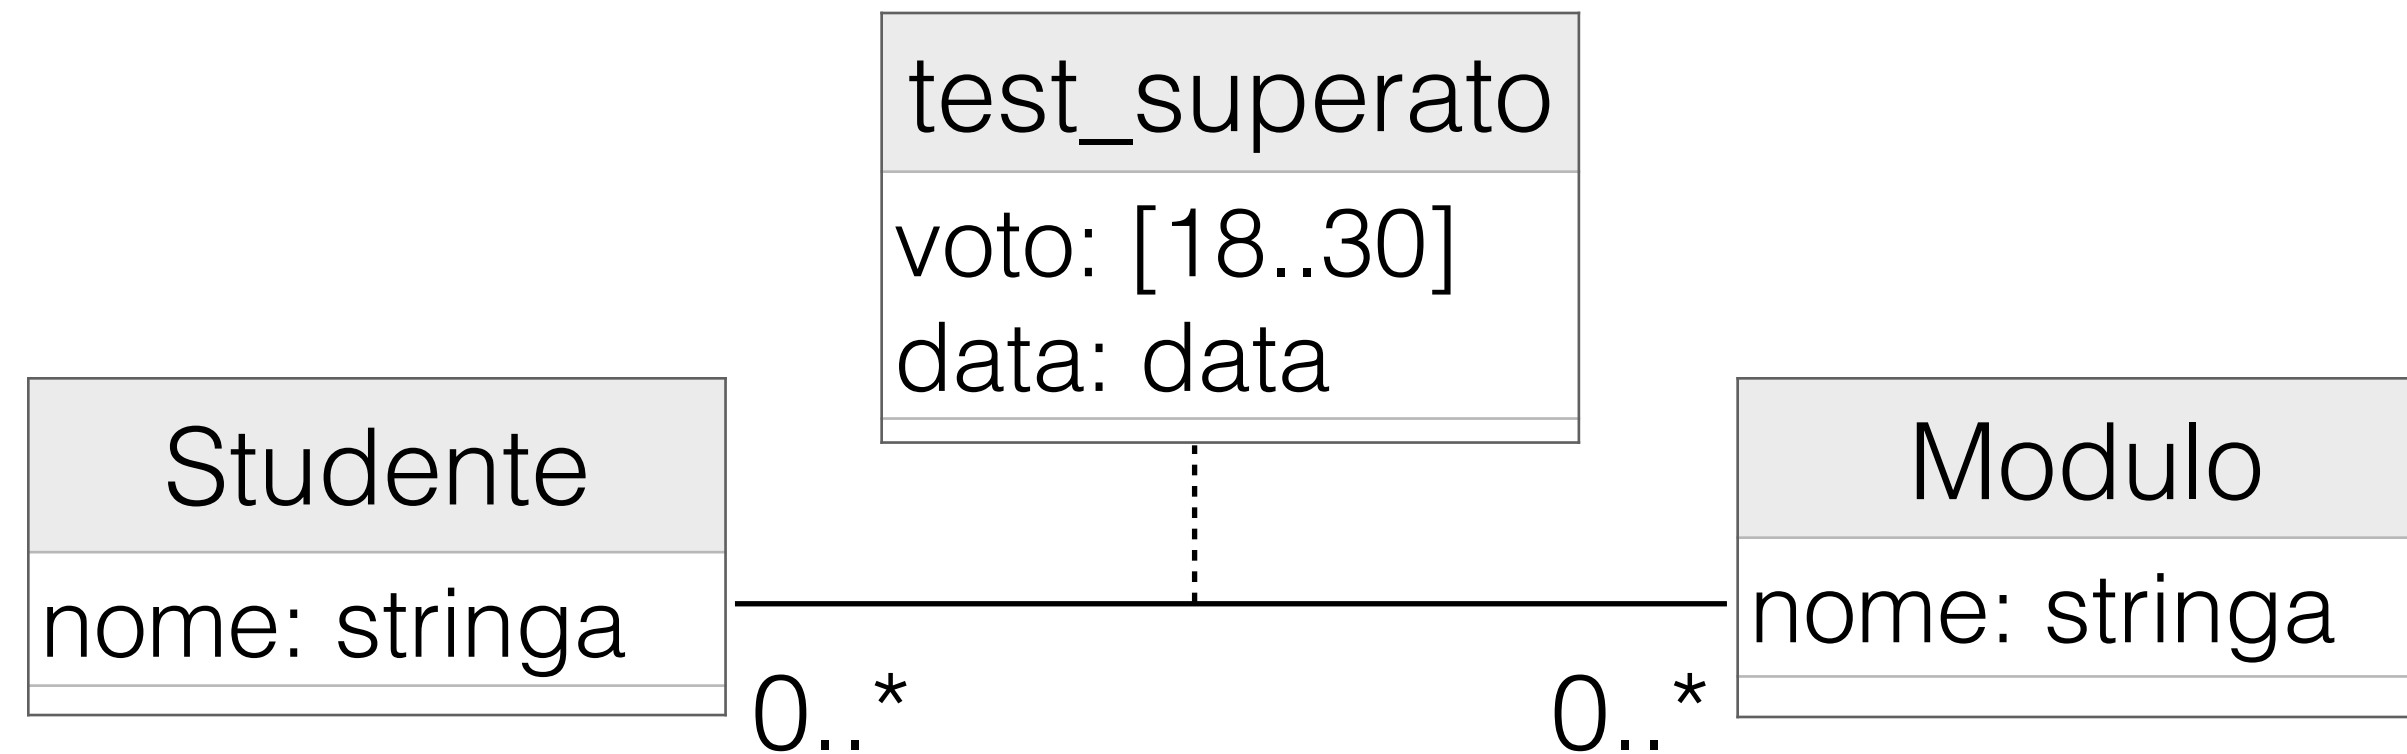 test_superato
voto: [18..30]
data: data
Studente
nome: stringa
Modulo
nome: stringa
0..*
0..*